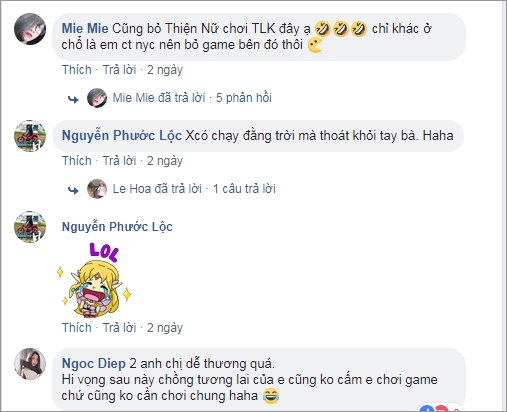 Mie Mie Cũng bỏ Thiện Nữ chơi TLK đây ạ 🤣🤣🤣 chỉ khác ở
chổ là em ct nyc nên bỏ game bên đó thôi
Thích · Trả lời · 2 ngày
Mie Mie đã trả lời · 5 phản hồi
Nguyễn Phước Lộc Xcó chạy đằng trời mà thoát khỏi tay bà. Haha
Thích · Trả lời · 2 ngày
Le Hoa đã trả lời · 1 câu trả lời
Nguyễn Phước Lộc
LOL
Thích · Trả lời · 2 ngày
Ngoc Diep 2 anh chị dễ thương quá.
Hi vọng sau này chồng tương lai của e cũng ko cấm e chơi game
chứ cũng ko cần chơi chung haha 😂